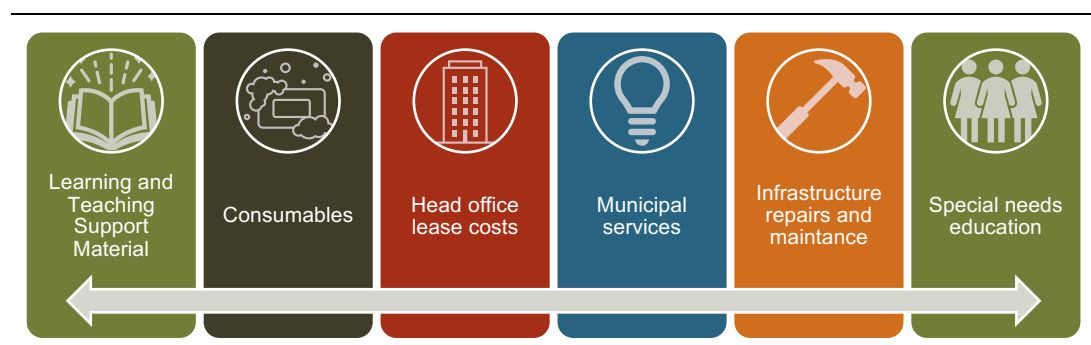 Learning and
Teaching
Support
Material
Consumables
Head office
lease costs
Municipal
services
Infrastructure
repairs and
maintance
Special needs
education